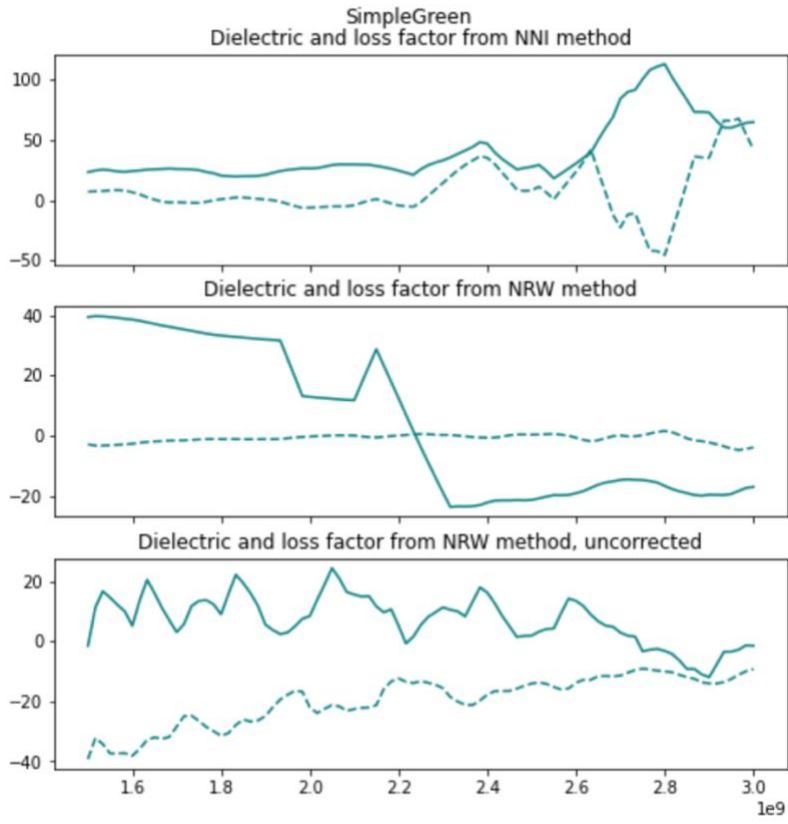 SimpleGreen
Dielectric and loss factor from NNI method
100
50
0
−50
Dielectric and loss factor from NRW method
40
20
0
−20
Dielectric and loss factor from NRW method, uncorrected
20
0
−20
−40
1.6 1.8 2.0 2.2 2.4 2.6 2.8 3.0
1e9